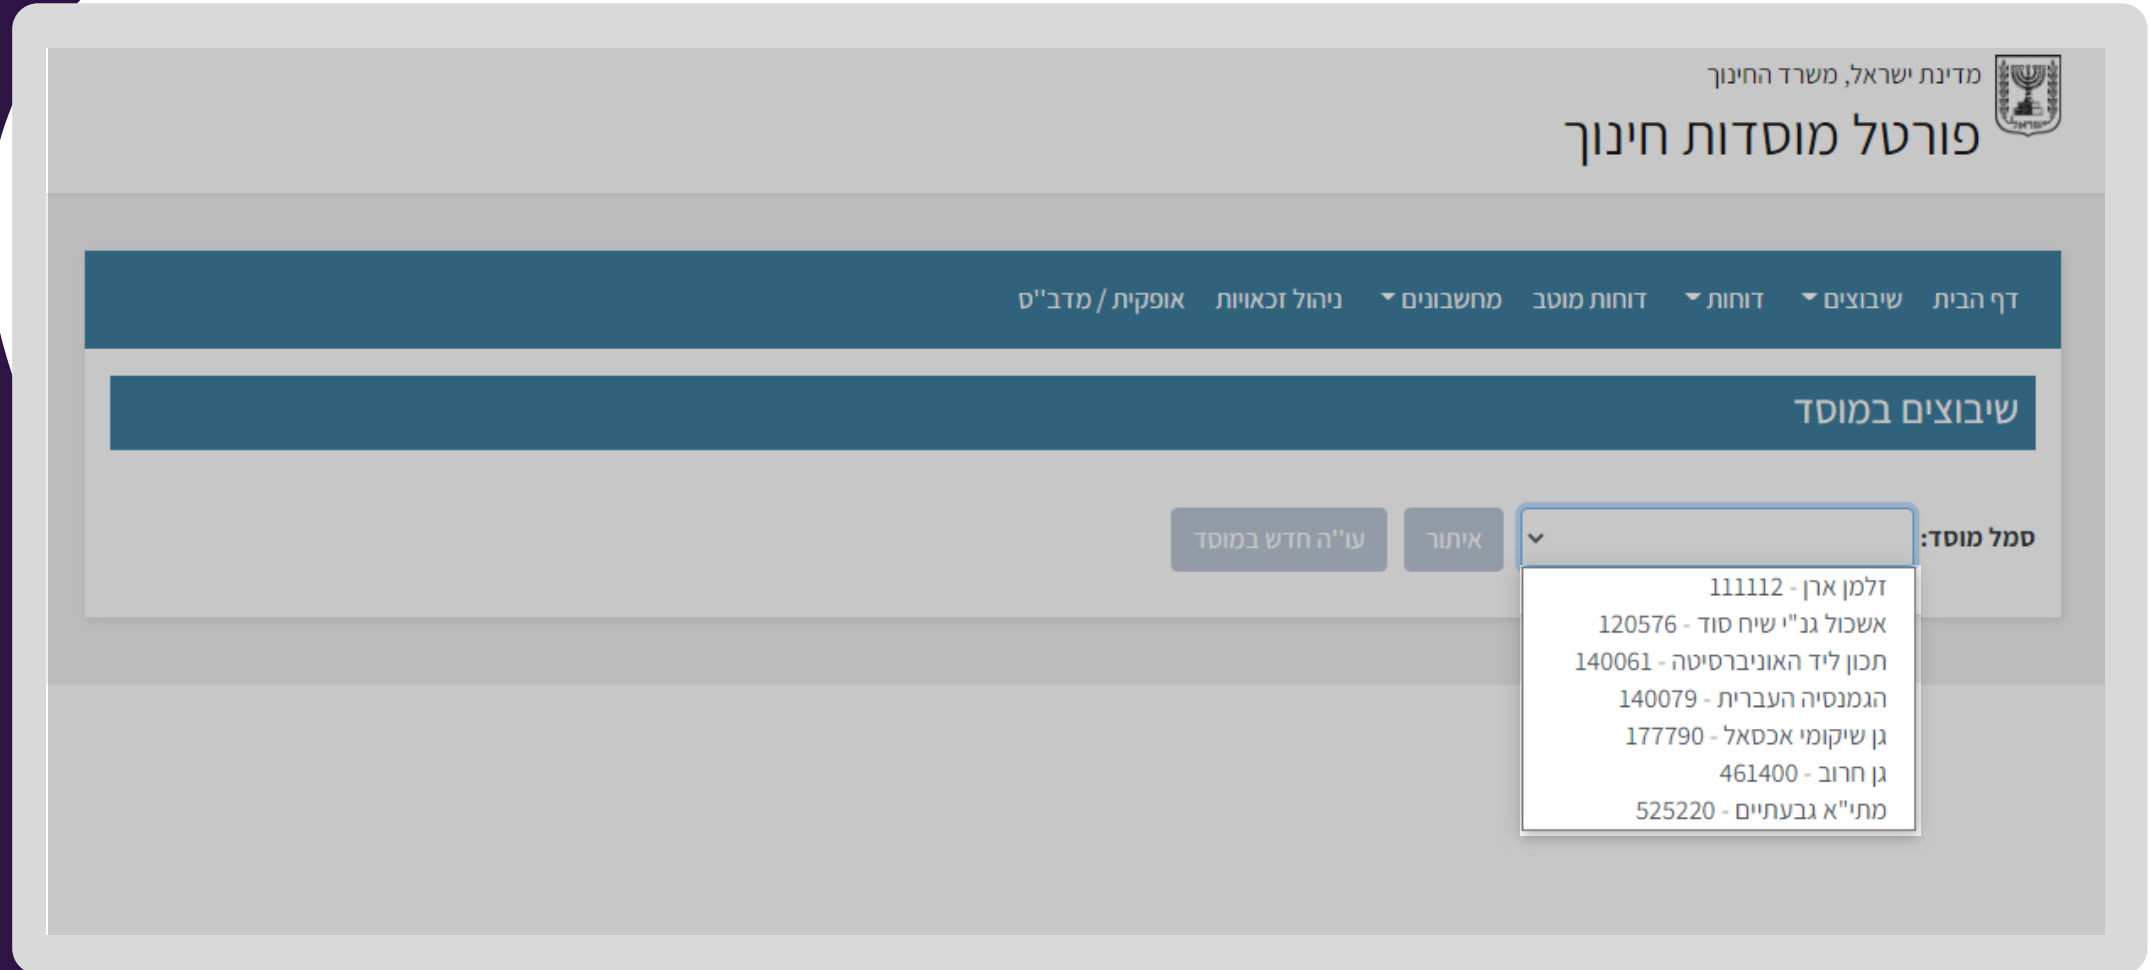 מדינת ישראל, משרד החינוך
פורטל מוסדות חינוך
דף הבית שיבוצים דוחות דוחות מוטב מחשבונים ניהול זכאויות אופקית / מדב''ס
שיבוצים במוסד
סמל מוסד: איתור עו''ה חדש במוסד
זלמן ארן - 111112
אשכול גנ"י שיח סוד - 120576
תכון ליד האוניברסיטה - 140061
הגמנסיה העברית - 140079
גן שיקומי אכסאל - 177790
גן חרוב - 461400
מתי"א גבעתיים - 525220